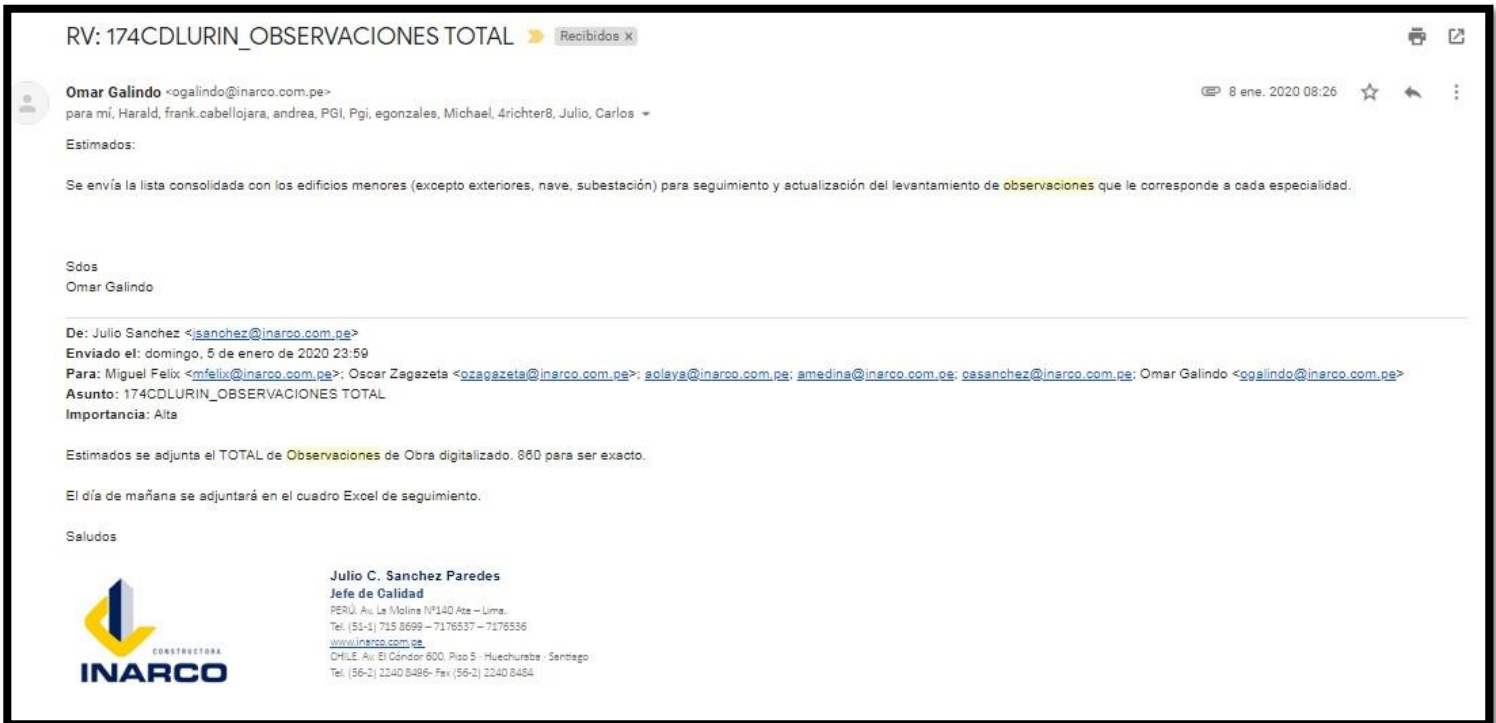 RV: 174CDLURIN_OBSERVACIONES TOTAL Recibidos x
Omar Galindo <ogalindo@inarco.com.pe> 8 ene. 2020 08:26
para mí, Harald, frank.cabellojara, andrea, PGI, Pgi, egonzales, Michael, 4richter8, Julio, Carlos
Estimados:
Se envía la lista consolidada con los edificios menores (excepto exteriores, nave, subestación) para seguimiento y actualización del levantamiento de observaciones que le corresponde a cada especialidad.
Sdos
Omar Galindo
De: Julio Sanchez <jsanchez@inarco.com.pe>
Enviado el: domingo, 5 de enero de 2020 23:59
Para: Miguel Felix <mfelix@inarco.com.pe>; Oscar Zagazeta <ozagazeta@inarco.com.pe>; aolaya@inarco.com.pe; amedina@inarco.com.pe; casanchez@inarco.com.pe; Omar Galindo <ogalindo@inarco.com.pe>
Asunto: 174CDLURIN_OBSERVACIONES TOTAL
Importancia: Alta
Estimados se adjunta el TOTAL de Observaciones de Obra digitalizado. 860 para ser exacto.
El día de mañana se adjuntará en el cuadro Excel de seguimiento.
Saludos
Julio C. Sanchez Paredes
Jefe de Calidad
PERÚ. Av. La Molina Nº140 Ate – Lima.
Tel. (51-1) 715 8699 – 7176537 – 7176536
www.inarco.com.pe
CHILE. Av. El Cóndor 600, Piso 5 - Huechuraba - Santiago
Tel. (56-2) 2240 8496- Fax (56-2) 2240 8484
CONSTRUCTORA
INARCO